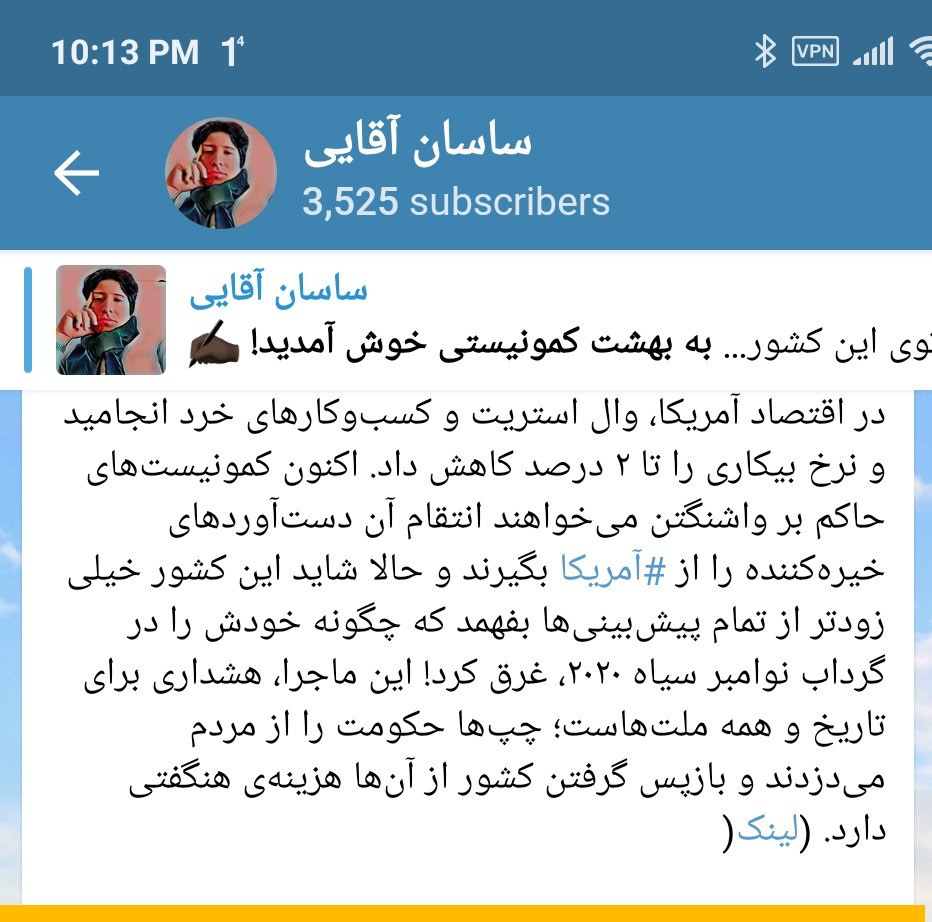 10:13 PM 1⁴ VPN
ساسان آقایی
3,525 subscribers
ساسان آقایی
توی این کشور... به بهشت کمونیستی خوش آمدید! ✍🏿
در اقتصاد آمریکا، وال استریت و کسب‌وکارهای خرد انجامید
و نرخ بیکاری را تا ۲ درصد کاهش داد. اکنون کمونیست‌های
حاکم بر واشنگتن می‌خواهند انتقام آن دست‌آوردهای
خیره‌کننده را از #آمریکا بگیرند و حالا شاید این کشور خیلی
زودتر از تمام پیش‌بینی‌ها بفهمد که چگونه خودش را در
گرداب نوامبر سیاه ۲۰۲۰، غرق کرد! این ماجرا، هشداری برای
تاریخ و همه ملت‌هاست؛ چپ‌ها حکومت را از مردم
می‌دزدند و بازپس گرفتن کشور از آن‌ها هزینه‌ی هنگفتی
دارد. (لینک(